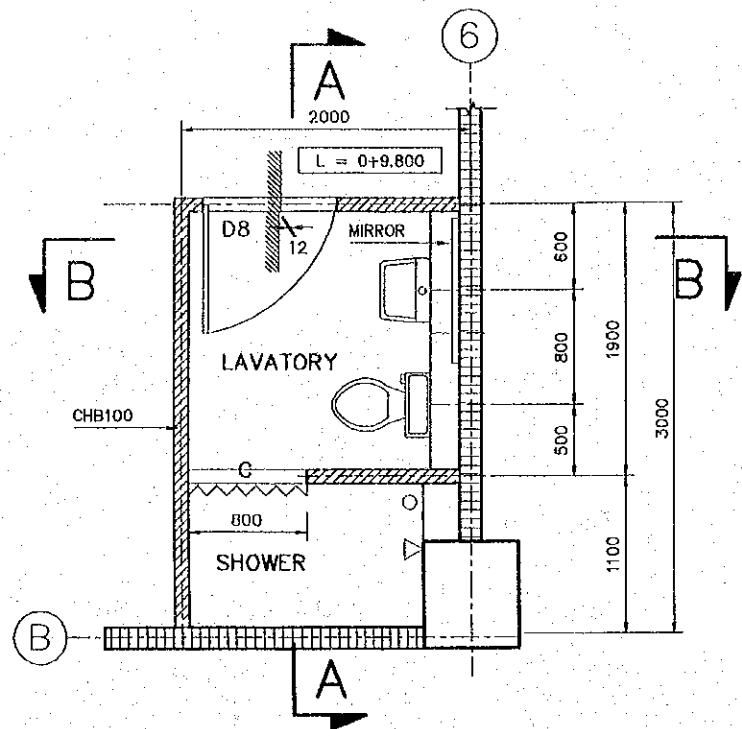 6
A
2000
L = 0+9.800
D8
12
MIRROR
600
B
B
LAVATORY
800
1900
3000
CHB100
500
C
800
SHOWER
1100
B
A